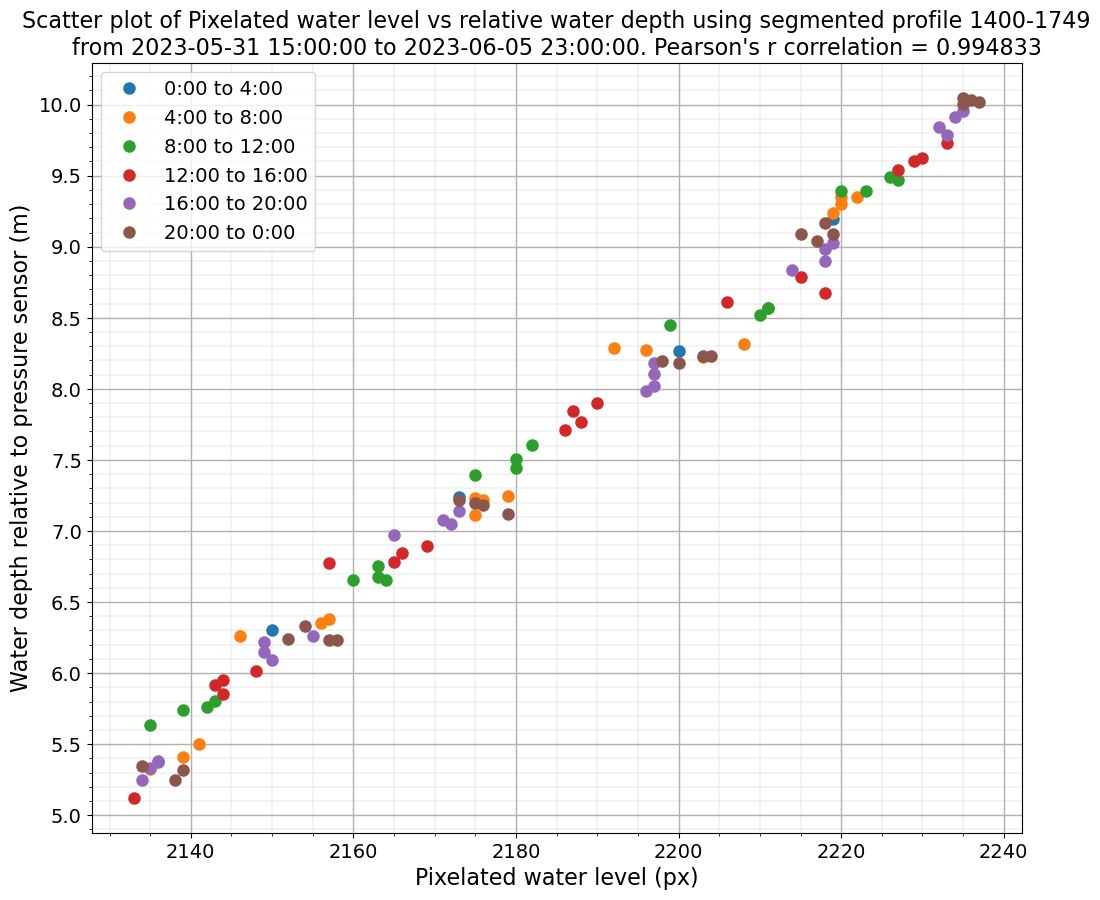 Scatter plot of Pixelated water level vs relative water depth using segmented profile 1400-1749
from 2023-05-31 15:00:00 to 2023-06-05 23:00:00. Pearson's r correlation = 0.994833
0:00 to 4:00
4:00 to 8:00
8:00 to 12:00
12:00 to 16:00
16:00 to 20:00
20:00 to 0:00
Water depth relative to pressure sensor (m)
10.0
9.5
9.0
8.5
8.0
7.5
7.0
6.5
6.0
5.5
5.0
2140 2160 2180 2200 2220 2240
Pixelated water level (px)